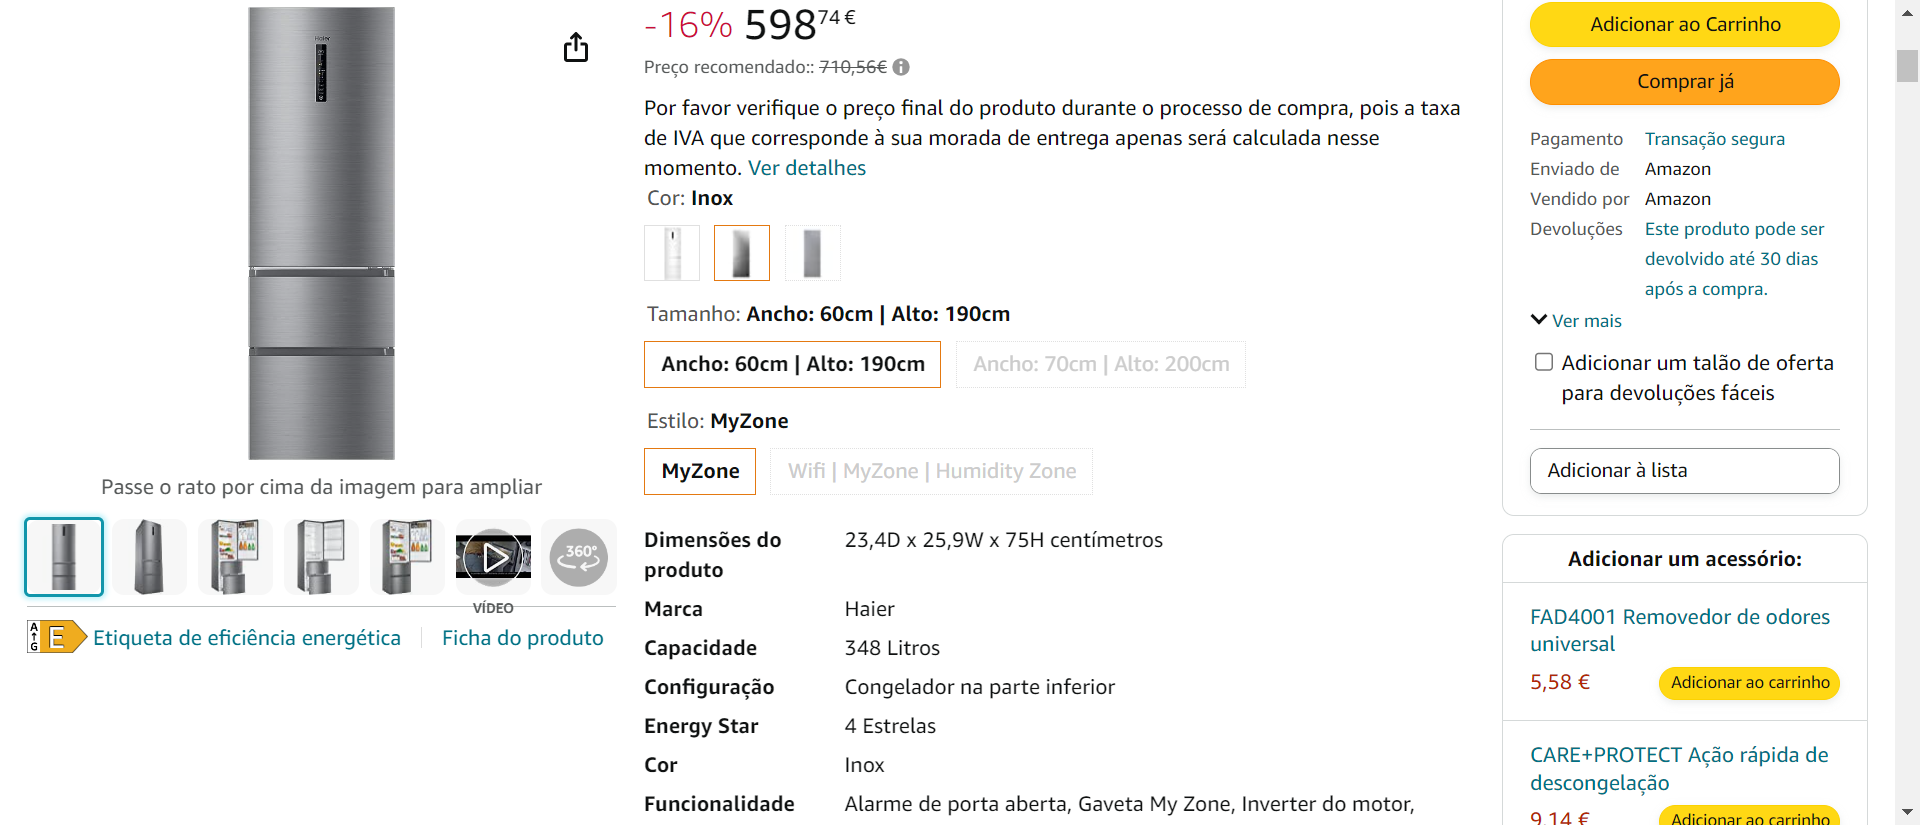 Haier
Passe o rato por cima da imagem para ampliar
360°
VÍDEO
A
G
E
Etiqueta de eficiência energética
Ficha do produto
-16% 598 74 €
Preço recomendado:: 710,56€
Por favor verifique o preço final do produto durante o processo de compra, pois a taxa
de IVA que corresponde à sua morada de entrega apenas será calculada nesse
momento. Ver detalhes
Cor: Inox
Tamanho: Ancho: 60cm | Alto: 190cm
Ancho: 60cm | Alto: 190cm
Ancho: 70cm | Alto: 200cm
Estilo: MyZone
MyZone
Wifi | MyZone | Humidity Zone
Dimensões do
produto
23,4D x 25,9W x 75H centímetros
Marca
Haier
Capacidade
348 Litros
Configuração
Congelador na parte inferior
Energy Star
4 Estrelas
Cor
Inox
Funcionalidade
Alarme de porta aberta, Gaveta My Zone, Inverter do motor,
Adicionar ao Carrinho
Comprar já
Pagamento
Transação segura
Enviado de
Amazon
Vendido por
Amazon
Devoluções
Este produto pode ser
devolvido até 30 dias
após a compra.
Ver mais
Adicionar um talão de oferta
para devoluções fáceis
Adicionar à lista
Adicionar um acessório:
FAD4001 Removedor de odores
universal
5,58 €
Adicionar ao carrinho
CARE+PROTECT Ação rápida de
descongelação
9,14 €
Adicionar ao carrinho